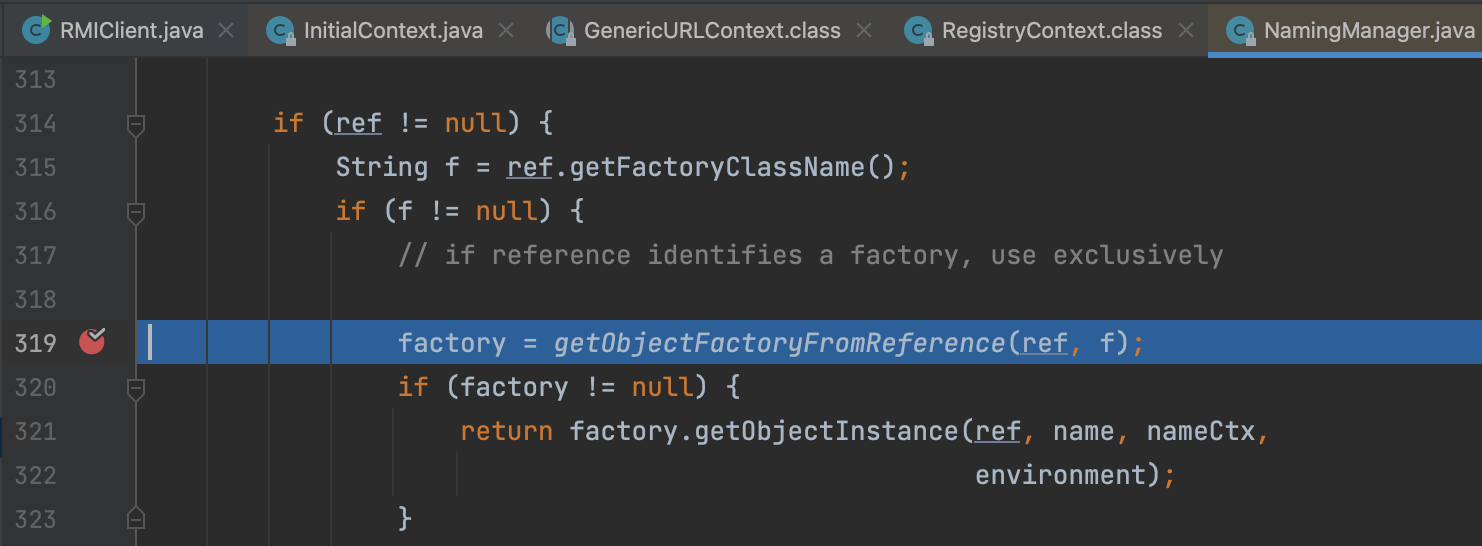 RMIClient.java InitialContext.java GenericURLContext.class RegistryContext.class NamingManager.java
313
314 if (ref != null) {
315 String f = ref.getFactoryClassName();
316 if (f != null) {
317 // if reference identifies a factory, use exclusively
318
319 factory = getObjectFactoryFromReference(ref, f);
320 if (factory != null) {
321 return factory.getObjectInstance(ref, name, nameCtx,
322 environment);
323 }